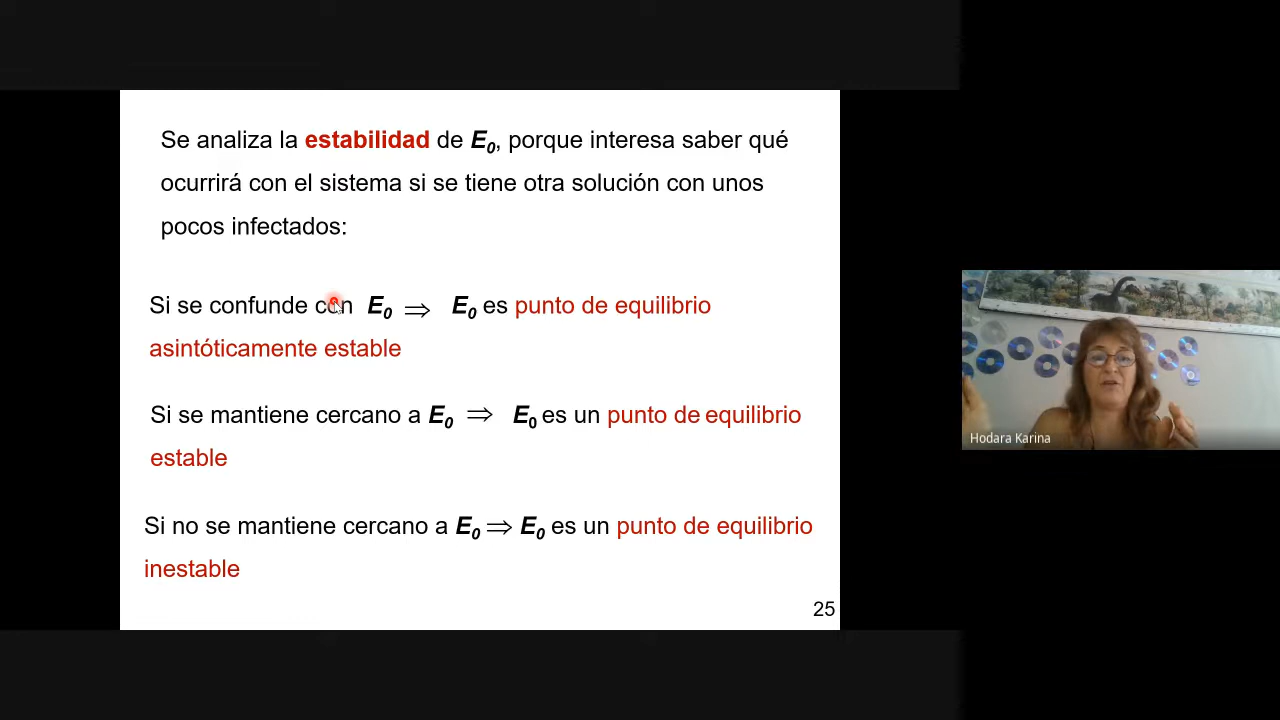 Se analiza la estabilidad de E0, porque interesa saber qué
ocurrirá con el sistema si se tiene otra solución con unos
pocos infectados:
Si se confunde con E0 ⇒ E0 es punto de equilibrio
asintóticamente estable
Si se mantiene cercano a E0 ⇒ E0 es un punto de equilibrio
estable
Si no se mantiene cercano a E0 ⇒ E0 es un punto de equilibrio
inestable
25
Hodara Karina